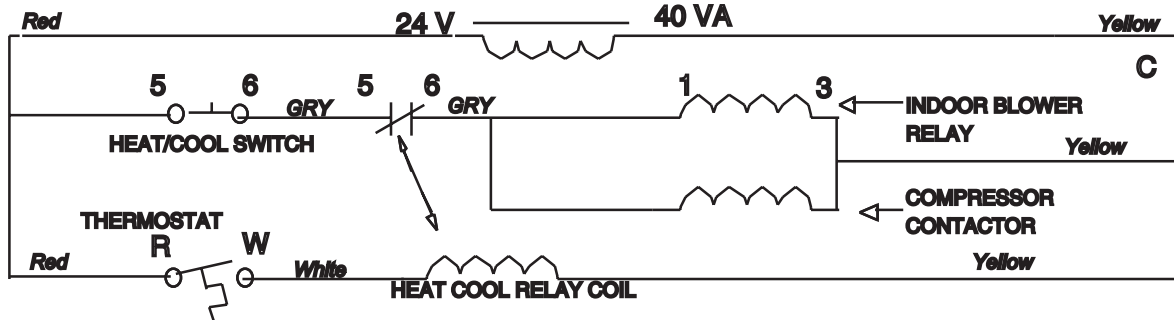 Red
24 V
40 VA
Yellow
C
5
6
GRY
5
6
GRY
1
3
INDOOR BLOWER
RELAY
HEAT/COOL SWITCH
Yellow
COMPRESSOR
CONTACTOR
THERMOSTAT
R
W
Red
White
Yellow
HEAT COOL RELAY COIL